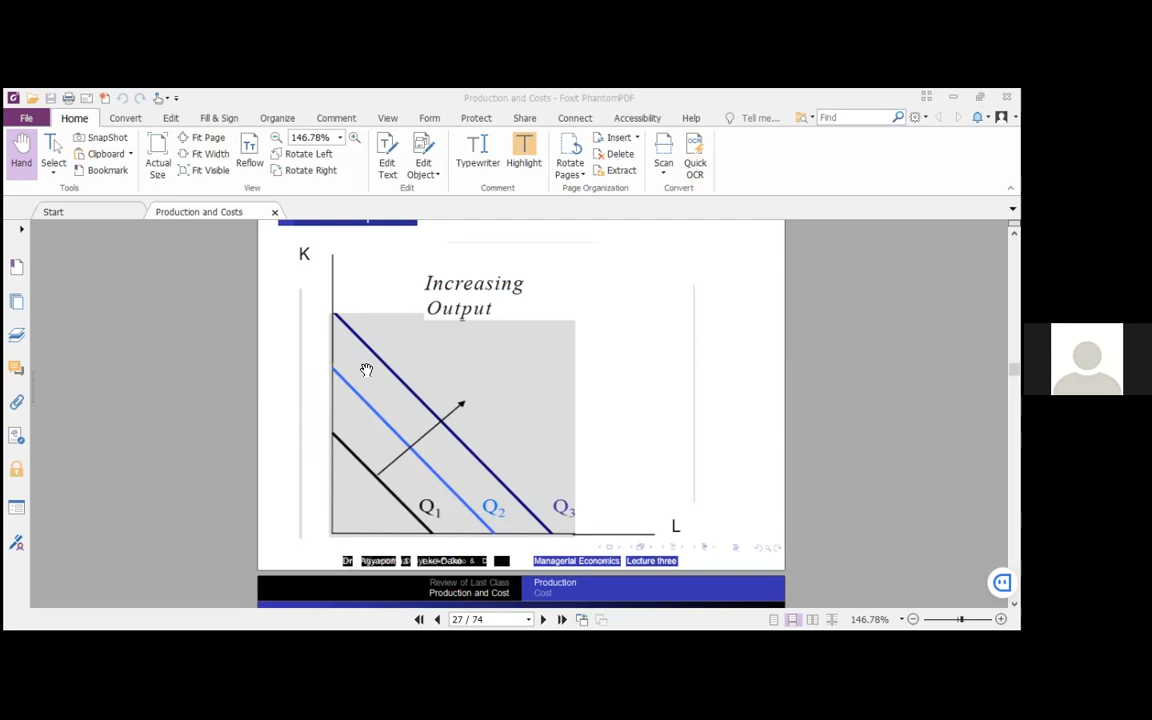 Production and Costs - Foxit PhantomPDF
File Home Convert Edit Fill & Sign Organize Comment View Form Protect Share Connect Accessibility Help Tell me... Find
Hand
Select
SnapShot
Clipboard
Bookmark
Tools
Actual Size
Fit Page
Fit Width
Fit Visible
Reflow
146.78%
Rotate Left
Rotate Right
View
Edit Text
Edit Object
Edit
Typewriter
Highlight
Comment
Rotate Pages
Insert
Delete
Extract
Page Organization
Scan
Quick OCR
Convert
Start Production and Costs
K
Increasing
Output
Q1 Q2 Q3
L
Managerial Economics Lecture three
Review of Last Class Production
Production and Cost Cost
27 / 74 146.78%